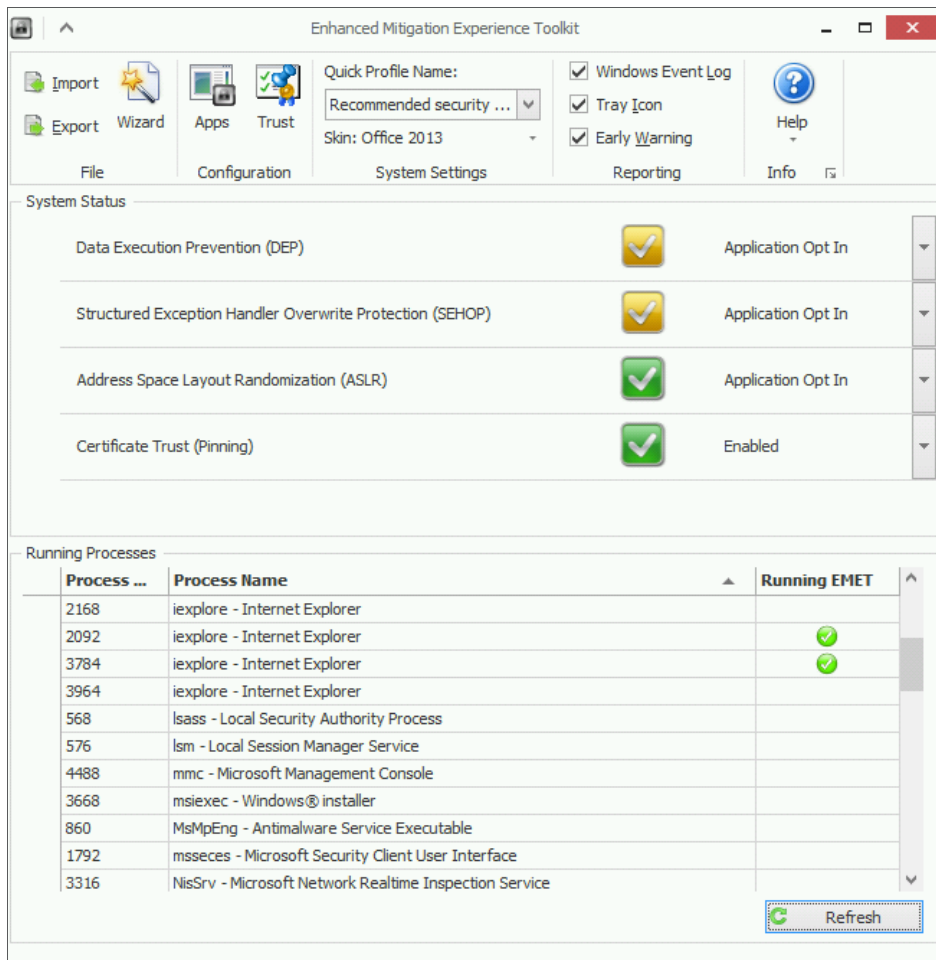 Enhanced Mitigation Experience Toolkit
Import
Export
Wizard
File
Apps
Trust
Configuration
Quick Profile Name:
Recommended security ...
Skin: Office 2013
System Settings
Windows Event Log
Tray Icon
Early Warning
Reporting
Help
Info
System Status
Data Execution Prevention (DEP) Application Opt In
Structured Exception Handler Overwrite Protection (SEHOP) Application Opt In
Address Space Layout Randomization (ASLR) Application Opt In
Certificate Trust (Pinning) Enabled
Running Processes
Process ... Process Name Running EMET
2168 iexplore - Internet Explorer
2092 iexplore - Internet Explorer
3784 iexplore - Internet Explorer
3964 iexplore - Internet Explorer
568 lsass - Local Security Authority Process
576 lsm - Local Session Manager Service
4488 mmc - Microsoft Management Console
3668 msiexec - Windows® installer
860 MsMpEng - Antimalware Service Executable
1792 msseces - Microsoft Security Client User Interface
3316 NisSrv - Microsoft Network Realtime Inspection Service
Refresh